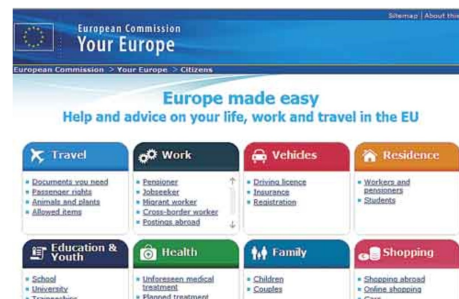 Sitemap | About this
European Commission
Your Europe
European Commission > Your Europe > Citizens
Europe made easy
Help and advice on your life, work and travel in the EU
Travel
Documents you need
Passenger rights
Animals and plants
Allowed items
Work
Pensioner
Jobseeker
Migrant worker
Cross-border worker
Postings abroad
Vehicles
Driving licence
Insurance
Registration
Residence
Workers and
pensioners
Students
Education &
Youth
School
University
Traineeships
Health
Unforeseen medical
treatment
Planned treatment
Family
Children
Couples
Shopping
Shopping abroad
Online shopping
Cars